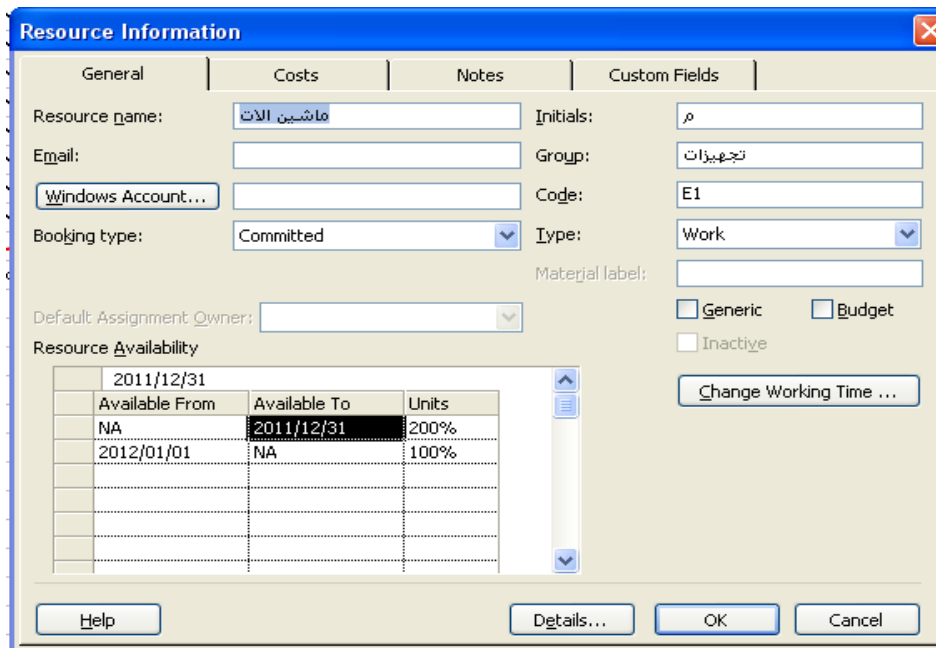 Resource Information
General Costs Notes Custom Fields
Resource name: ماشین الات Initials: م
Email: Group: تجهیزات
Windows Account... Code: E1
Booking type: Committed Type: Work
Material label:
Default Assignment Owner: Generic Budget
Resource Availability Inactive
2011/12/31 Change Working Time ...
Available From Available To Units
NA 2011/12/31 200%
2012/01/01 NA 100%
Help Details... OK Cancel